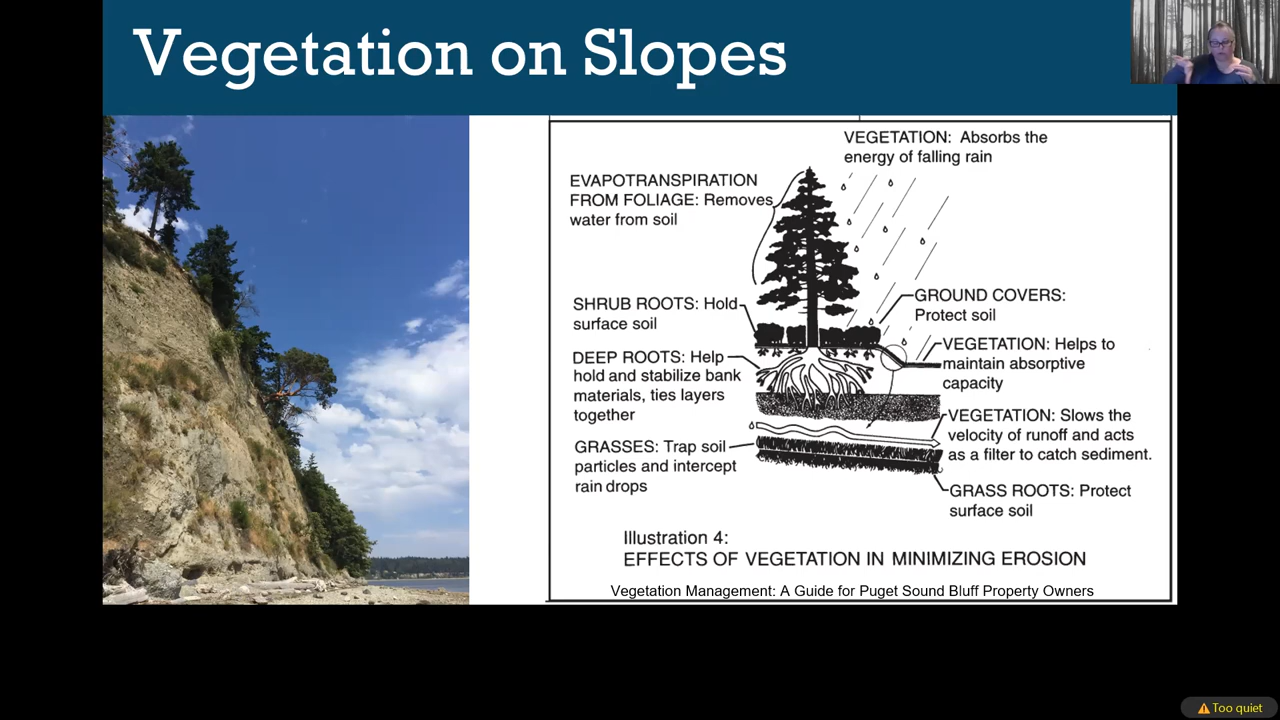 Vegetation on Slopes
VEGETATION: Absorbs the
energy of falling rain
EVAPOTRANSPIRATION
FROM FOLIAGE: Removes
water from soil
SHRUB ROOTS: Hold
surface soil
GROUND COVERS:
Protect soil
DEEP ROOTS: Help
hold and stabilize bank
materials, ties layers
together
VEGETATION: Helps to
maintain absorptive
capacity
GRASSES: Trap soil
particles and intercept
rain drops
VEGETATION: Slows the
velocity of runoff and acts
as a filter to catch sediment.
GRASS ROOTS: Protect
surface soil
Illustration 4:
EFFECTS OF VEGETATION IN MINIMIZING EROSION
Vegetation Management: A Guide for Puget Sound Bluff Property Owners
Too quiet